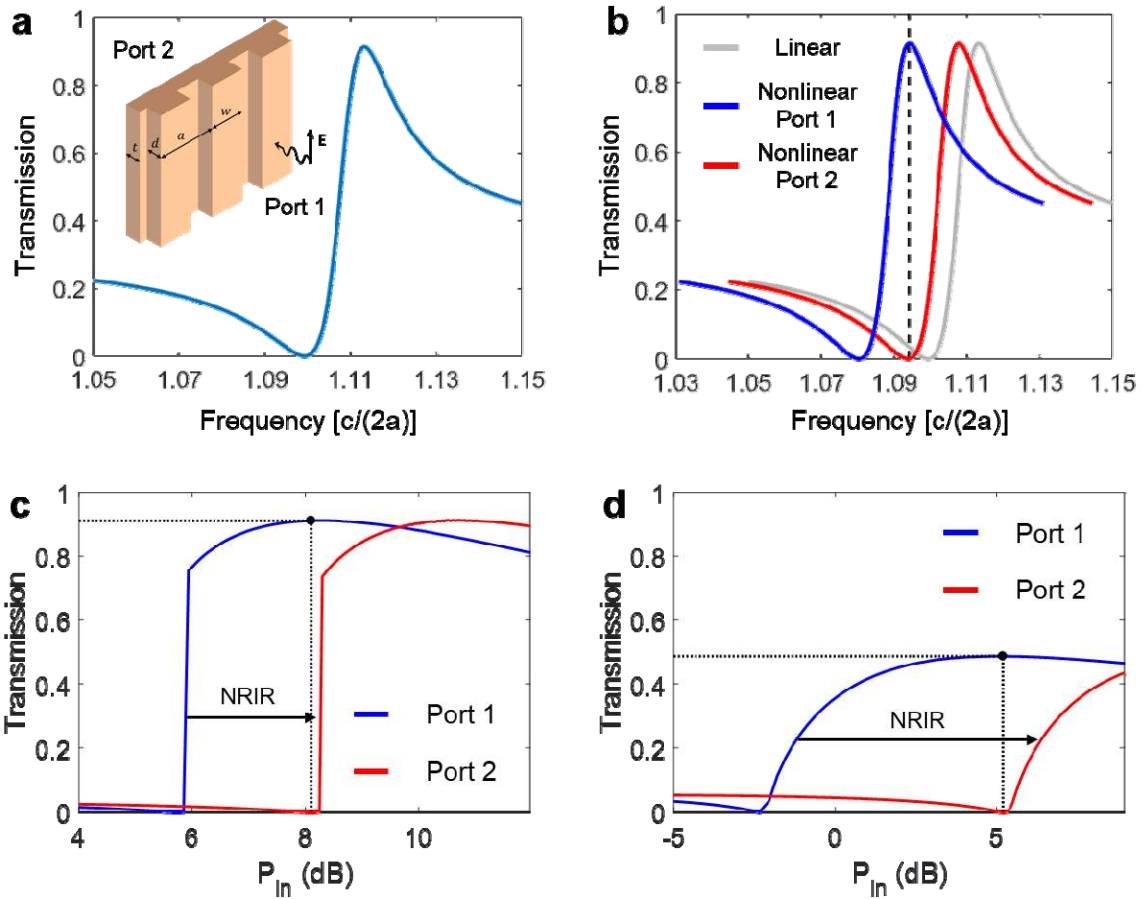 a
Port 2
t
d
a
w
E
Port 1
1
0.8
0.6
0.4
0.2
0
1.05
1.07
1.09
1.11
1.13
1.15
Transmission
Frequency [c/(2a)]
b
Linear
Nonlinear
Port 1
Nonlinear
Port 2
1
0.8
0.6
0.4
0.2
0
1.03
1.05
1.07
1.09
1.11
1.13
1.15
Transmission
Frequency [c/(2a)]
c
NRIR
Port 1
Port 2
1
0.8
0.6
0.4
0.2
0
4
6
8
10
Transmission
P_In (dB)
d
Port 1
Port 2
NRIR
1
0.8
0.6
0.4
0.2
0
-5
0
5
Transmission
P_In (dB)